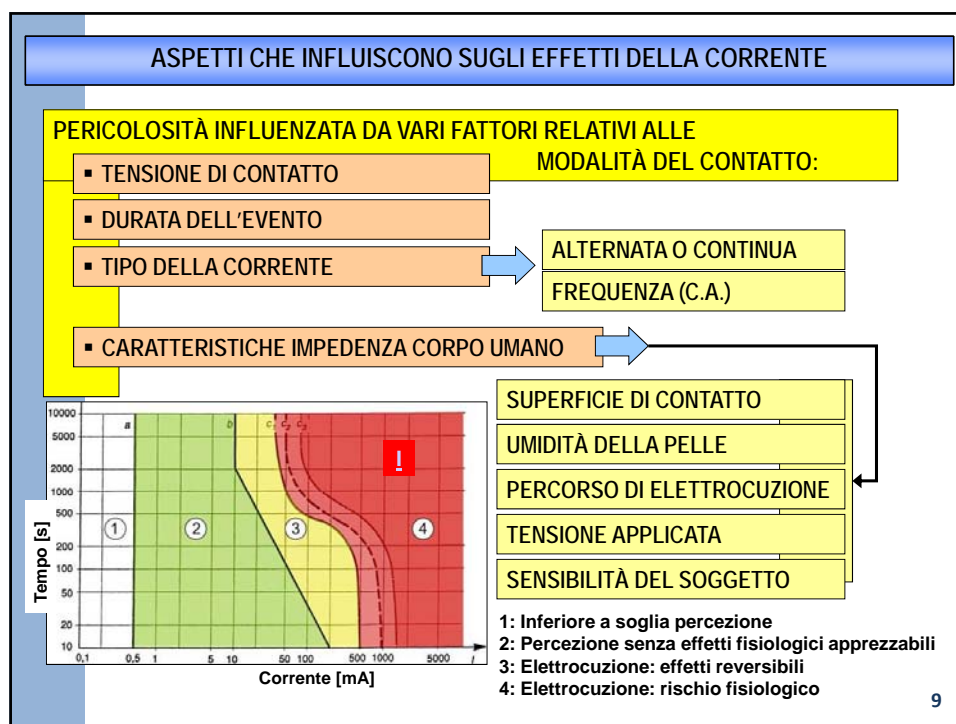 ASPETTI CHE INFLUISCONO SUGLI EFFETTI DELLA CORRENTE
PERICOLOSITÀ INFLUENZATA DA VARI FATTORI RELATIVI ALLE
MODALITÀ DEL CONTATTO:
▪ TENSIONE DI CONTATTO
▪ DURATA DELL'EVENTO
▪ TIPO DELLA CORRENTE
ALTERNATA O CONTINUA
FREQUENZA (C.A.)
▪ CARATTERISTICHE IMPEDENZA CORPO UMANO
SUPERFICIE DI CONTATTO
UMIDITÀ DELLA PELLE
PERCORSO DI ELETTROCUZIONE
TENSIONE APPLICATA
SENSIBILITÀ DEL SOGGETTO
Tempo [s]
10000
5000
2000
1000
500
200
100
50
20
10
a b c1 c2 c3
!
1 2 3 4
0,1 0,5 1 5 10 50 100 500 1000 5000 I
Corrente [mA]
1: Inferiore a soglia percezione
2: Percezione senza effetti fisiologici apprezzabili
3: Elettrocuzione: effetti reversibili
4: Elettrocuzione: rischio fisiologico
9